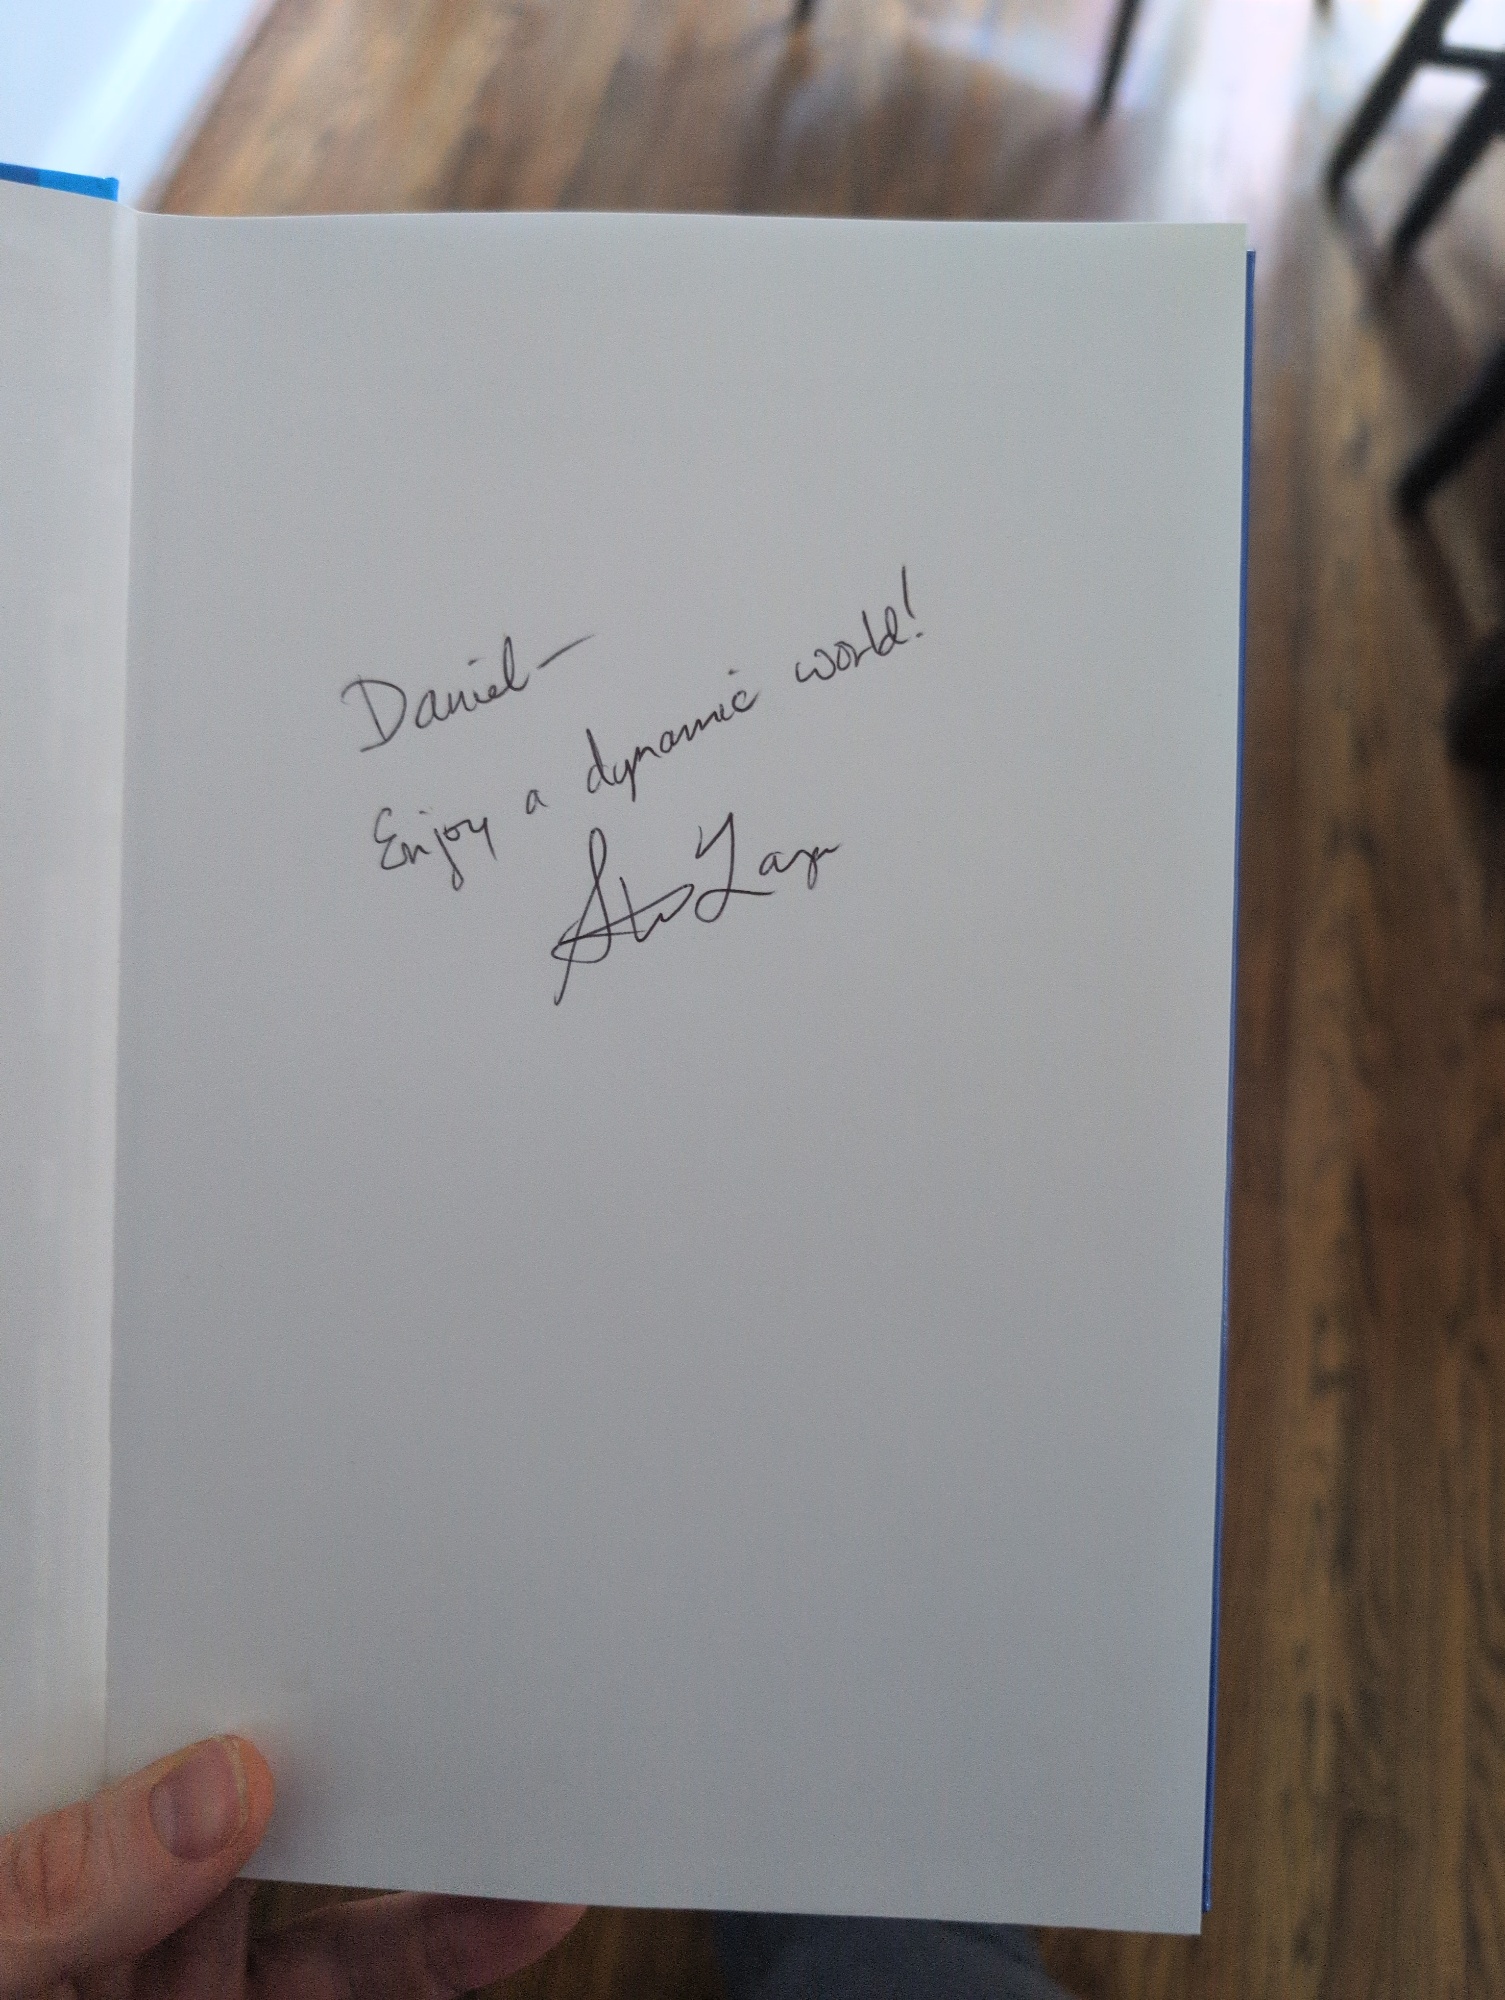 Daniel—
Enjoy a dynamic world!